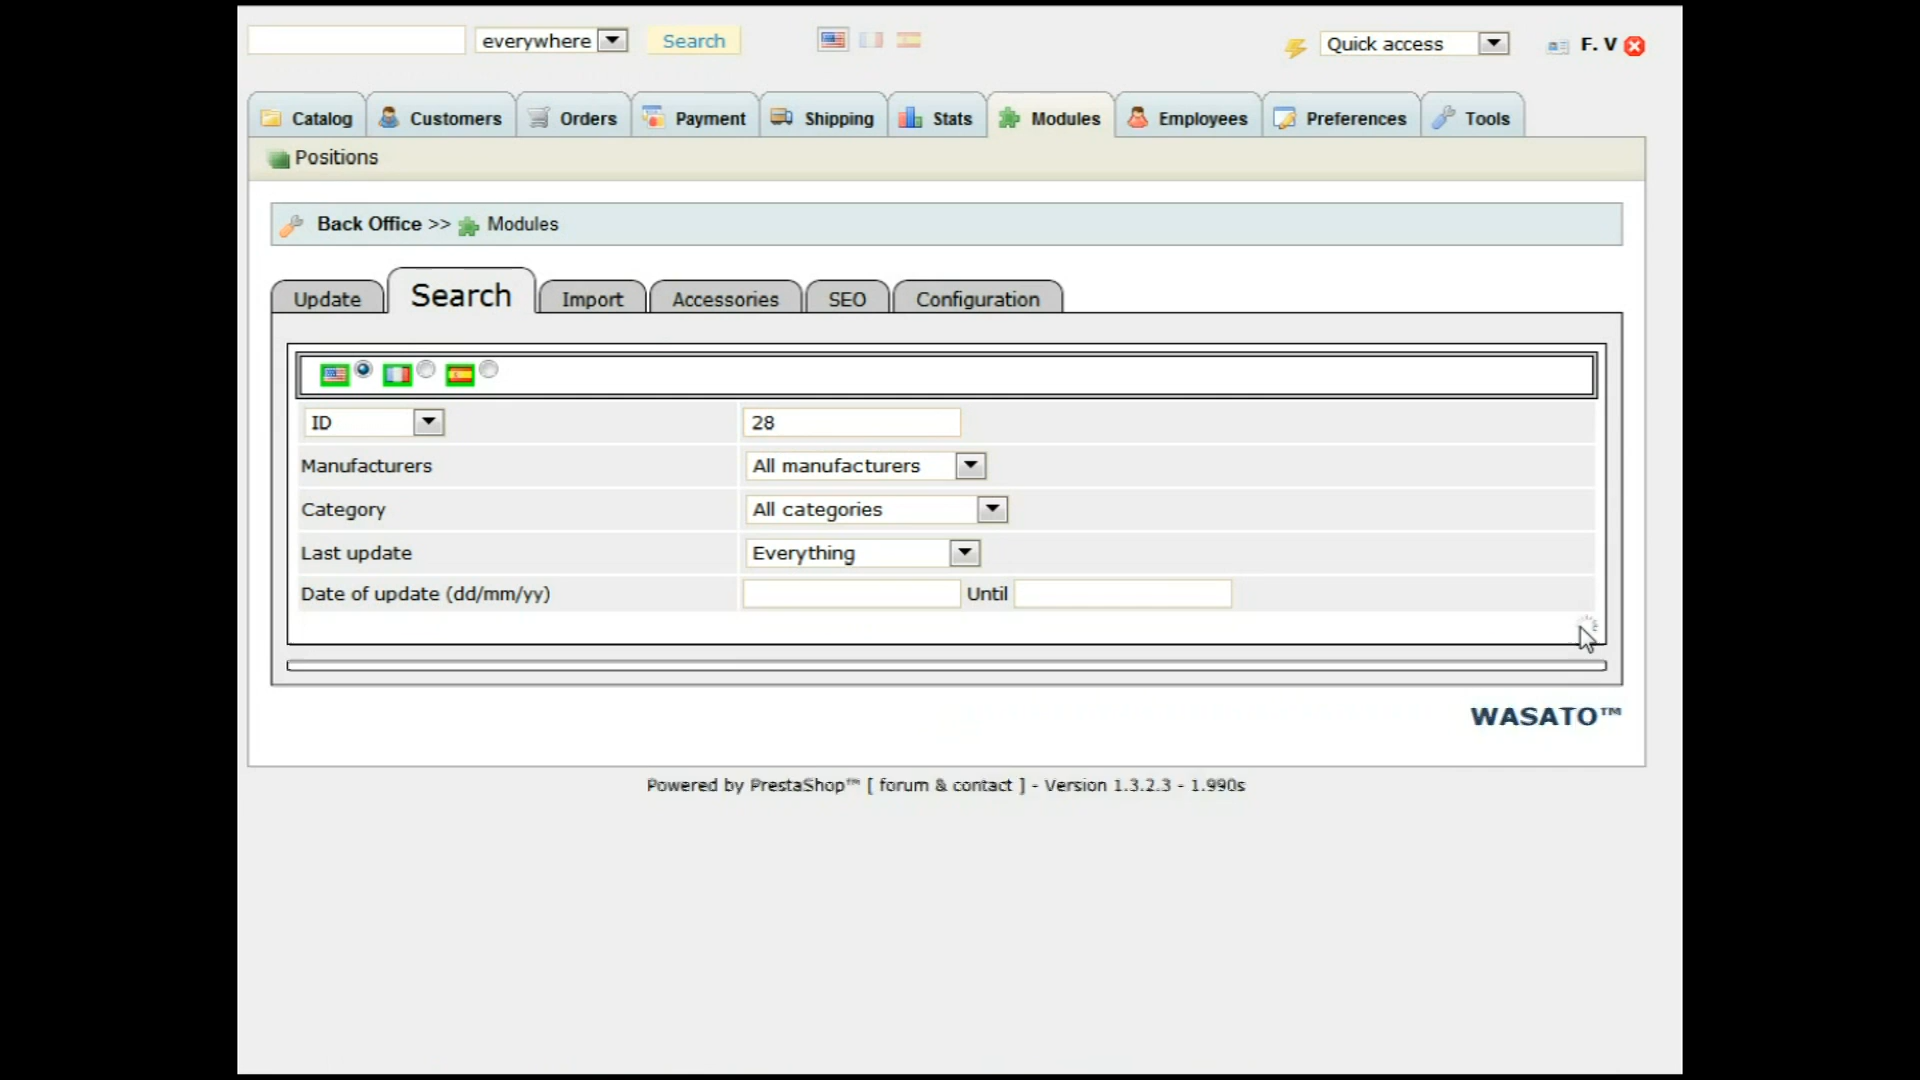 everywhere Search Quick access F. V
Catalog Customers Orders Payment Shipping Stats Modules Employees Preferences Tools
Positions
Back Office >> Modules
Update Search Import Accessories SEO Configuration
ID 28
Manufacturers All manufacturers
Category All categories
Last update Everything
Date of update (dd/mm/yy) Until
WASATO™
Powered by PrestaShop™ [ forum & contact ] - Version 1.3.2.3 - 1.990s